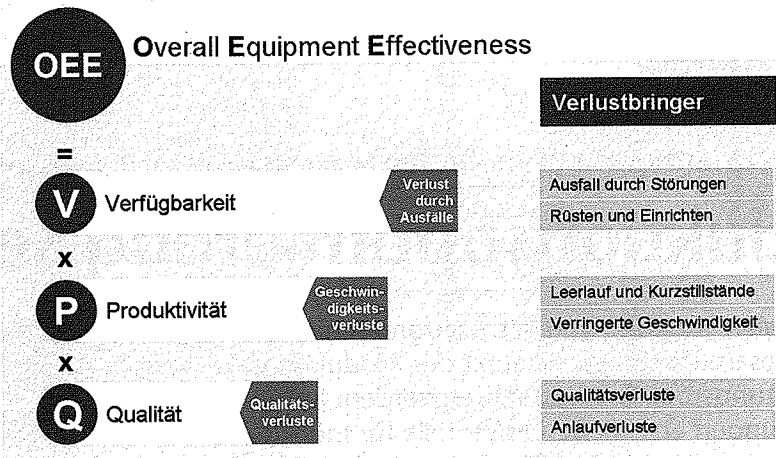 OEE
Overall Equipment Effectiveness
Verlustbringer
=
V
Verfügbarkeit
Verlust
durch
Ausfälle
Ausfall durch Störungen
Rüsten und Einrichten
x
P
Produktivität
Geschwin-
digkeits-
verluste
Leerlauf und Kurzstillstände
Verringerte Geschwindigkeit
x
Q
Qualität
Qualitäts-
verluste
Qualitätsverluste
Anlaufverluste